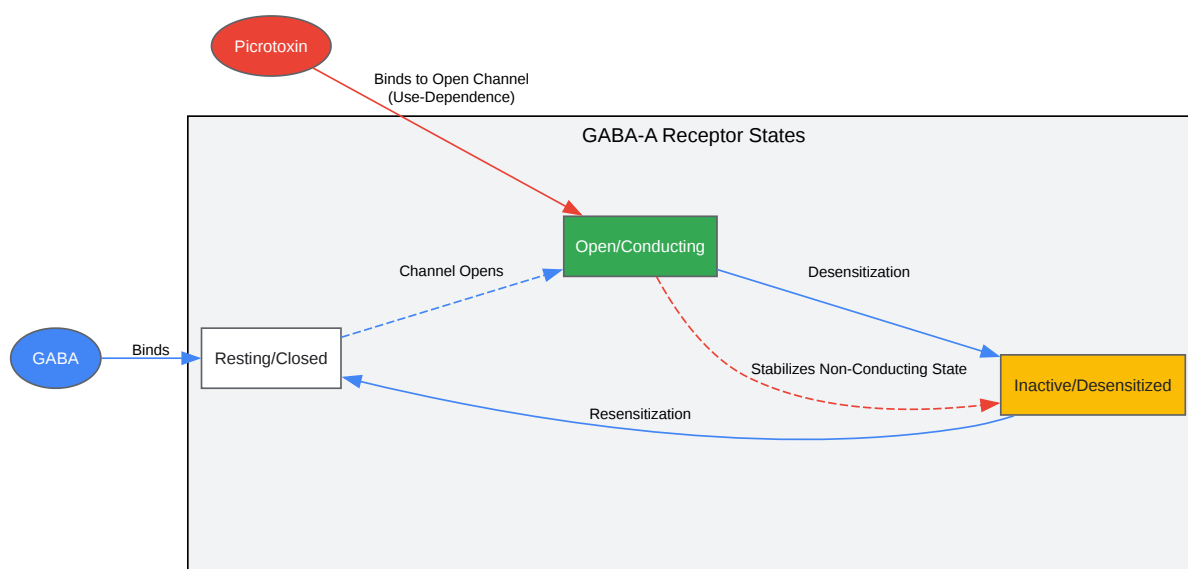 Picrotoxin
Binds to Open Channel
(Use-Dependence)
GABA-A Receptor States
Open/Conducting
Channel Opens
Desensitization
GABA
Binds
Resting/Closed
Stabilizes Non-Conducting State
Inactive/Desensitized
Resensitization